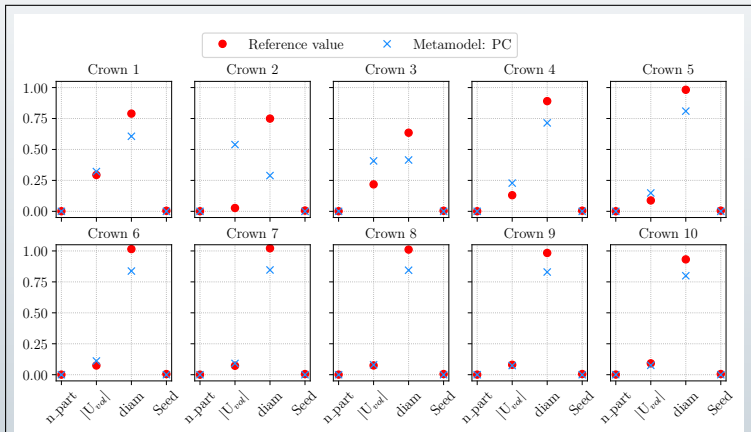 Reference value Metamodel: PC
Crown 1 Crown 2 Crown 3 Crown 4 Crown 5
1.00
0.75
0.50
0.25
0.00
Crown 6 Crown 7 Crown 8 Crown 9 Crown 10
1.00
0.75
0.50
0.25
0.00
n_part |U_vol| diam Seed n_part |U_vol| diam Seed n_part |U_vol| diam Seed n_part |U_vol| diam Seed n_part |U_vol| diam Seed